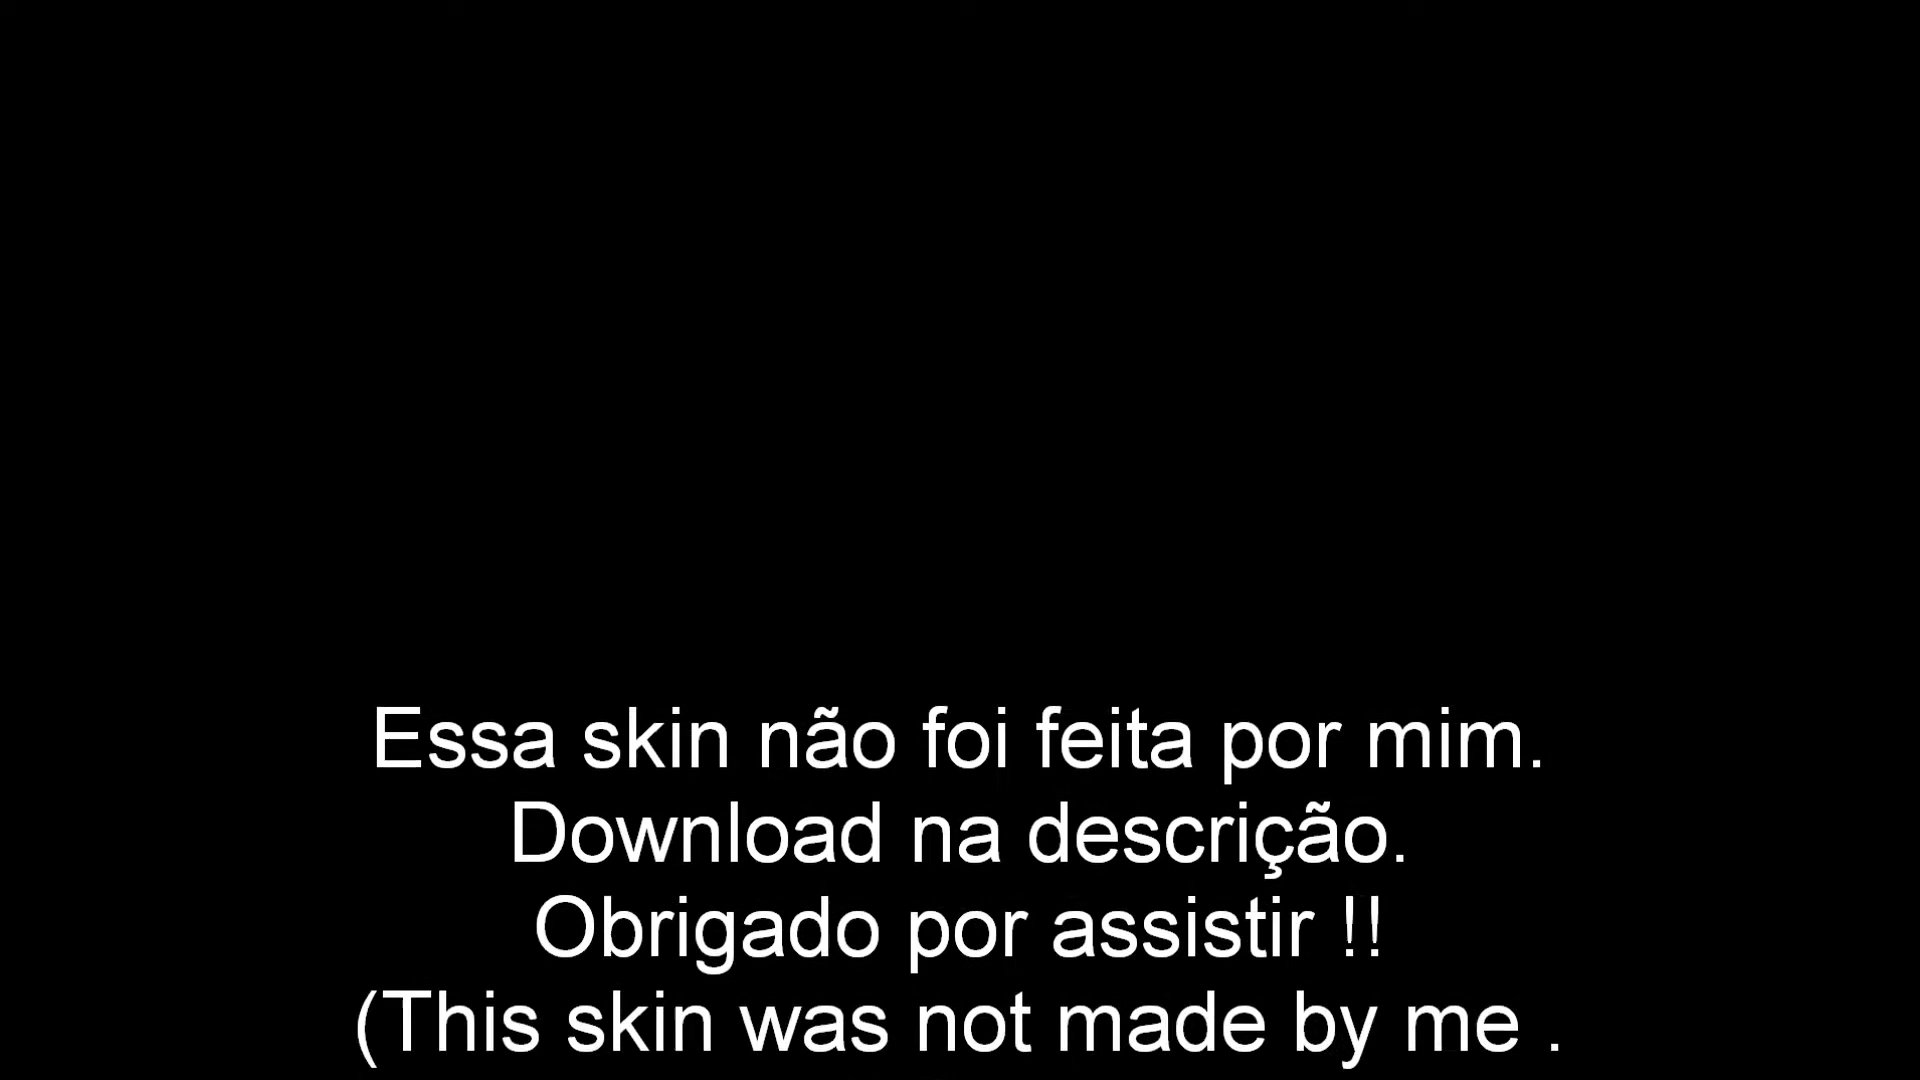 Essa skin não foi feita por mim.
Download na descrição.
Obrigado por assistir !!
(This skin was not made by me .